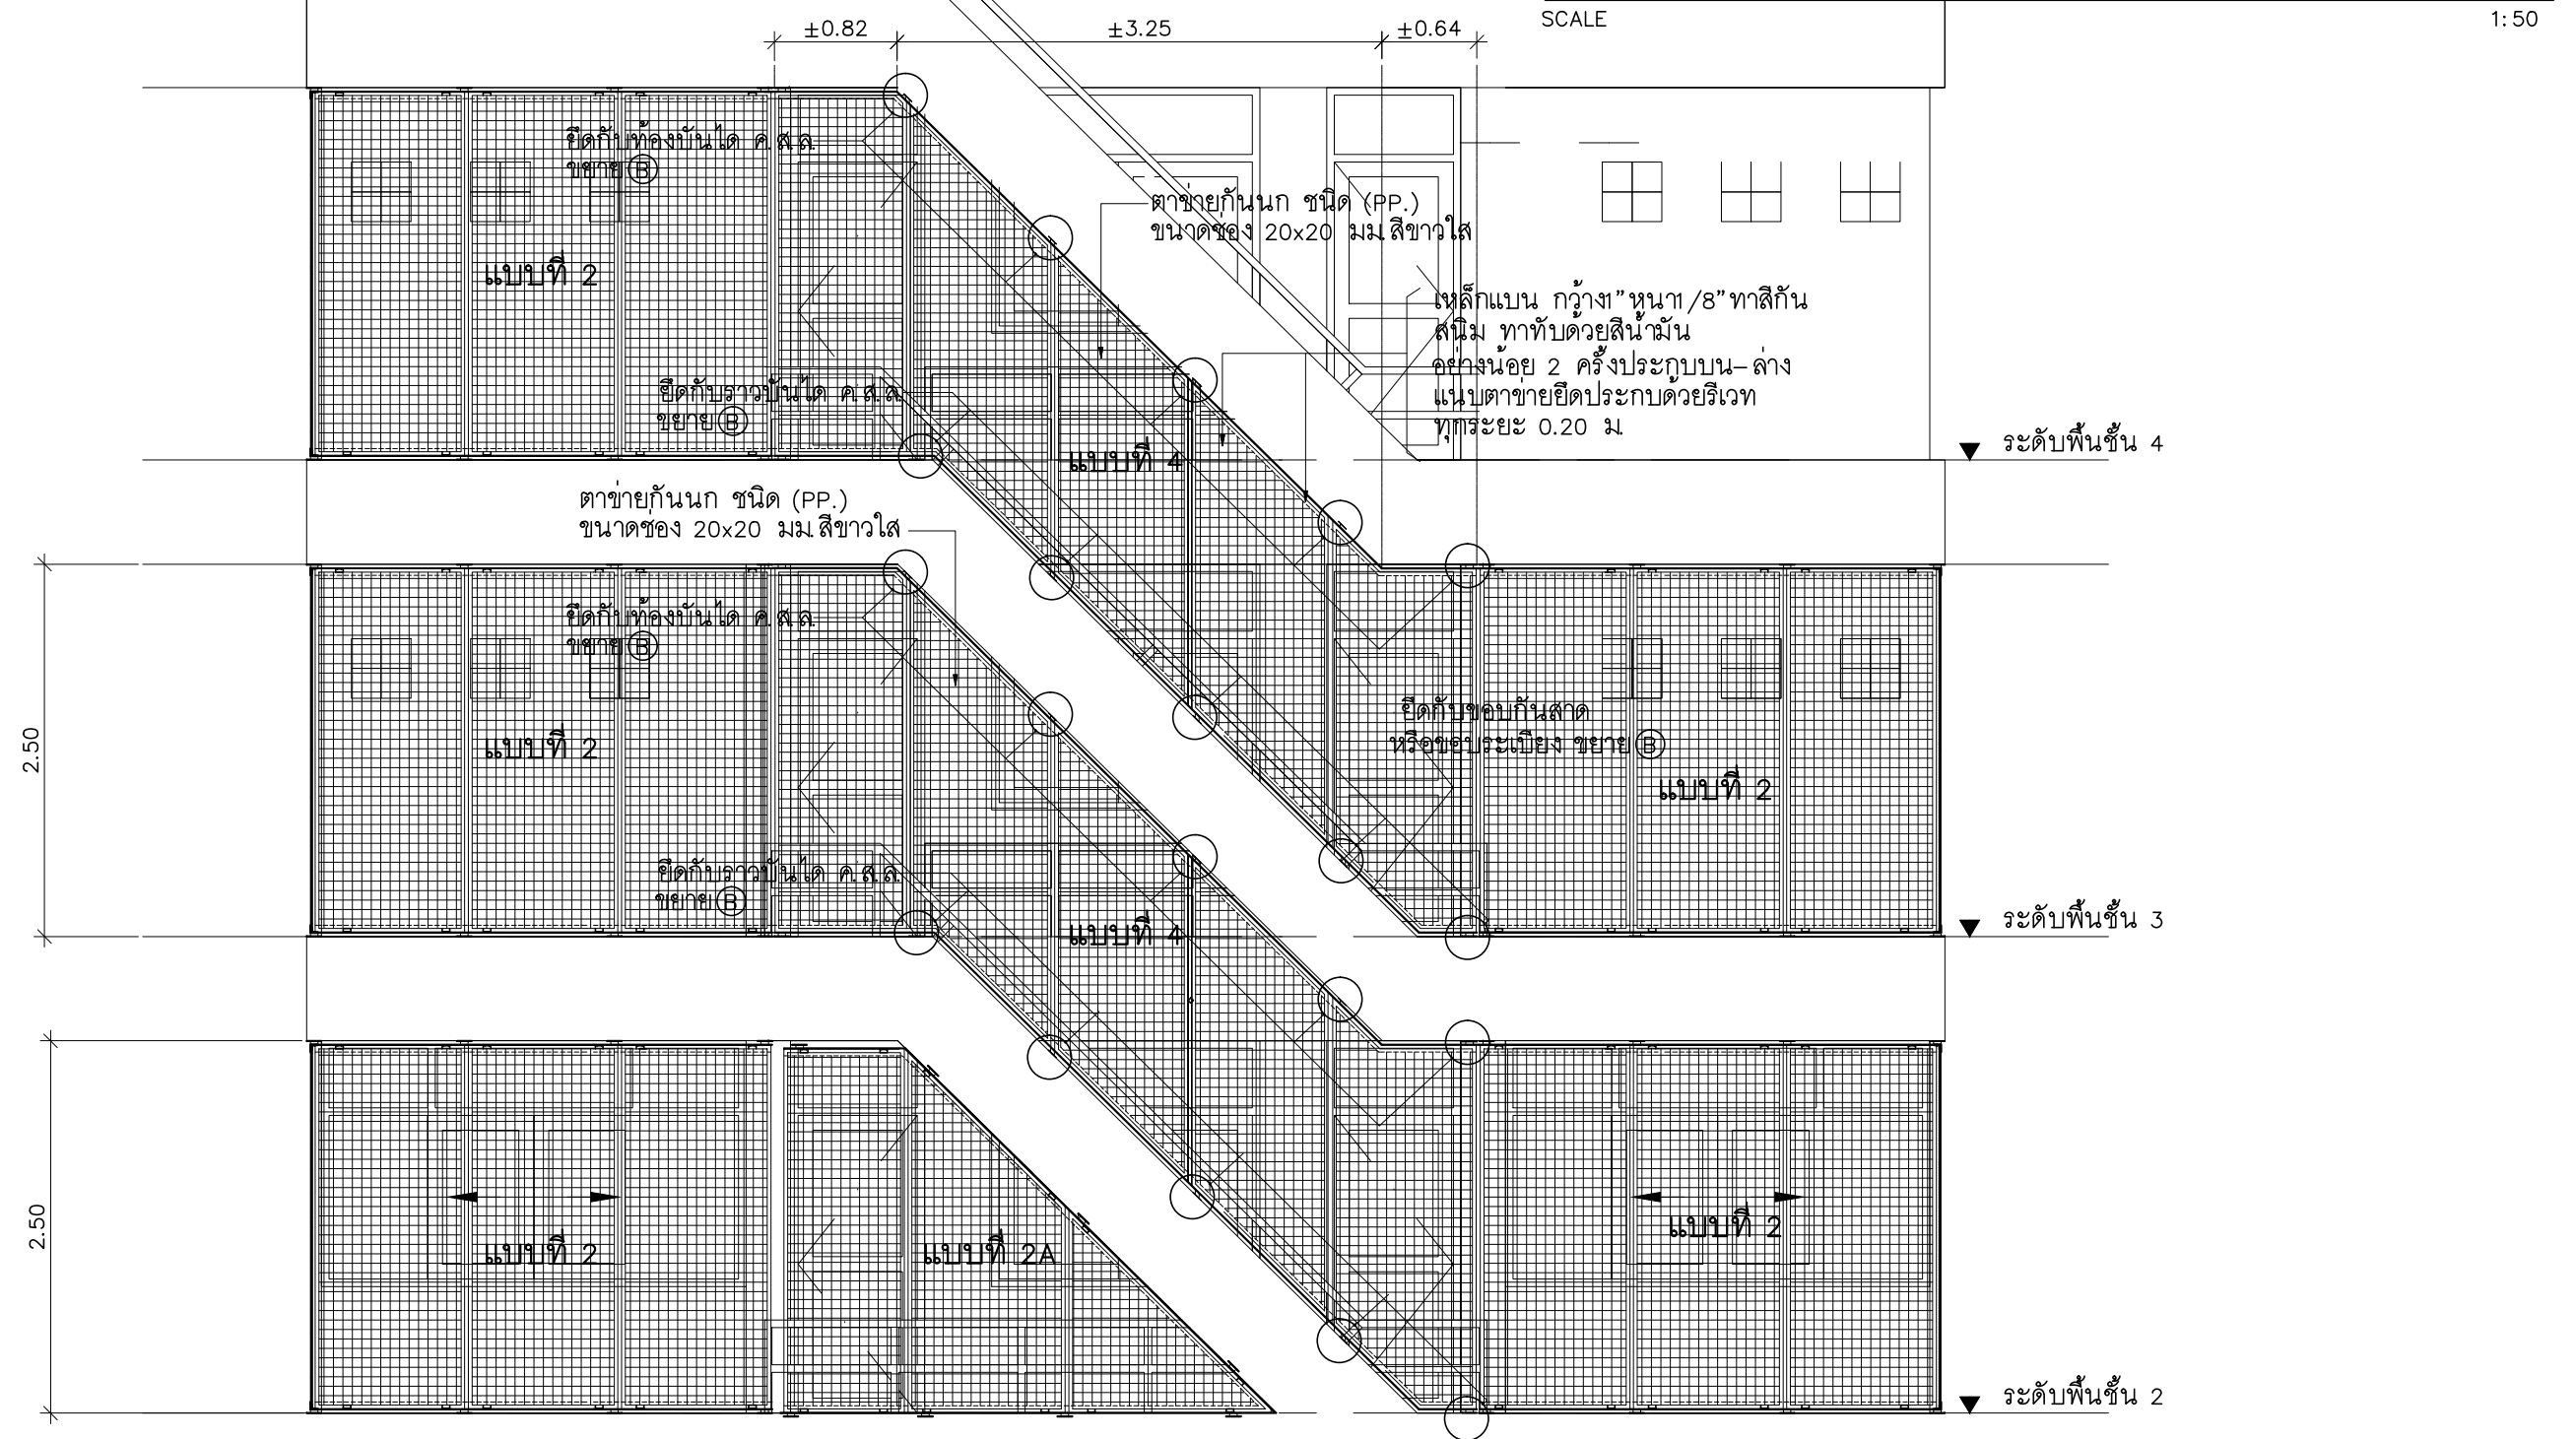 SCALE 1:50
±0.82 ±3.25 ±0.64
ยึดกับท้องบันได ค.ส.ล.
ขยาย B
ตาข่ายกันนก ชนิด (PP.)
ขนาดช่อง 20x20 มม.สีขาวใส
แบบที่ 2
เหล็กแบน กว้าง1"หนา1/8"ทาสีกัน
สนิม ทาทับด้วยสีน้ำมัน
อย่างน้อย 2 ครั้งประกบบน-ล่าง
แนบตาข่ายยึดประกบด้วยรีเวท
ทุกระยะ 0.20 ม.
ยึดกับราวบันได ค.ส.ล.
ขยาย B
แบบที่ 4
ระดับพื้นชั้น 4
ตาข่ายกันนก ชนิด (PP.)
ขนาดช่อง 20x20 มม.สีขาวใส
ยึดกับท้องบันได ค.ส.ล.
ขยาย B
2.50
แบบที่ 2
ยึดกับขอบกันสาด
หรือขอบระเบียง ขยาย B
แบบที่ 2
ยึดกับราวบันได ค.ส.ล.
ขยาย B
แบบที่ 4
ระดับพื้นชั้น 3
2.50
แบบที่ 2
แบบที่ 2A
แบบที่ 2
ระดับพื้นชั้น 2